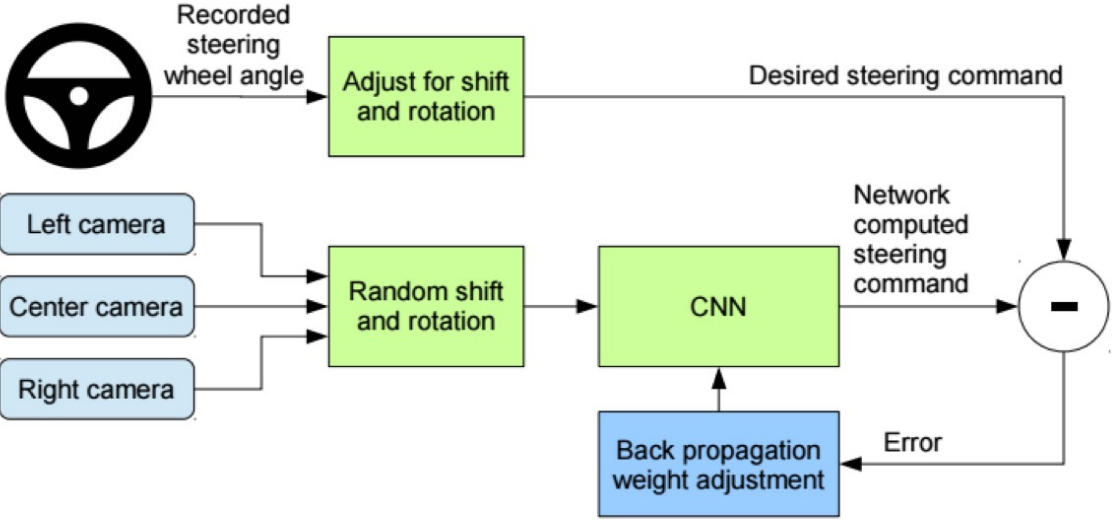 Recorded
steering
wheel angle
Adjust for shift
and rotation
Desired steering command
Left camera
Center camera
Right camera
Random shift
and rotation
CNN
Network
computed
steering
command
-
Back propagation
weight adjustment
Error